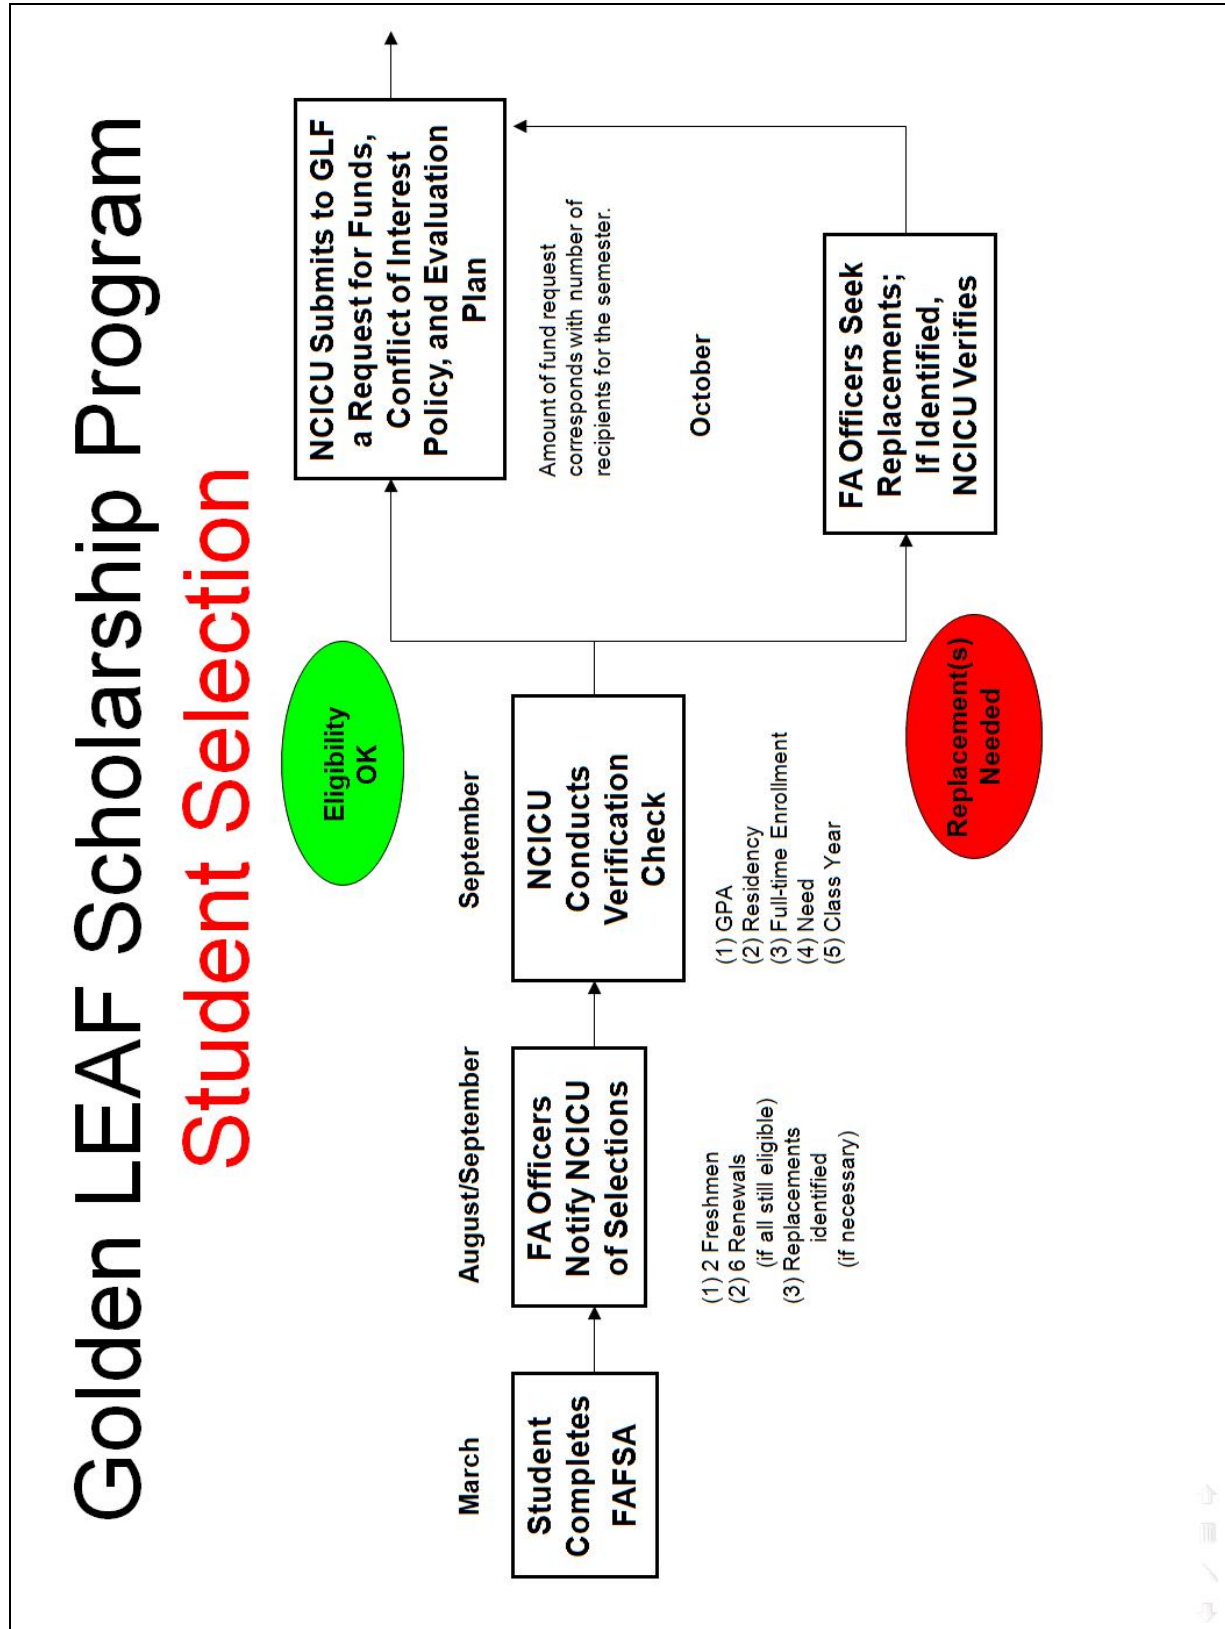 Golden LEAF Scholarship Program
Student Selection
March
Student
Completes
FAFSA
August/September
FA Officers
Notify NCICU
of Selections
(1) 2 Freshmen
(2) 6 Renewals
(if all still eligible)
(3) Replacements
identified
(if necessary)
September
NCICU
Conducts
Verification
Check
(1) GPA
(2) Residency
(3) Full-time Enrollment
(4) Need
(5) Class Year
Eligibility
OK
Replacement(s)
Needed
NCICU Submits to GLF
a Request for Funds,
Conflict of Interest
Policy, and Evaluation
Plan
Amount of fund request
corresponds with number of
recipients for the semester.
October
FA Officers Seek
Replacements;
If Identified,
NCICU Verifies